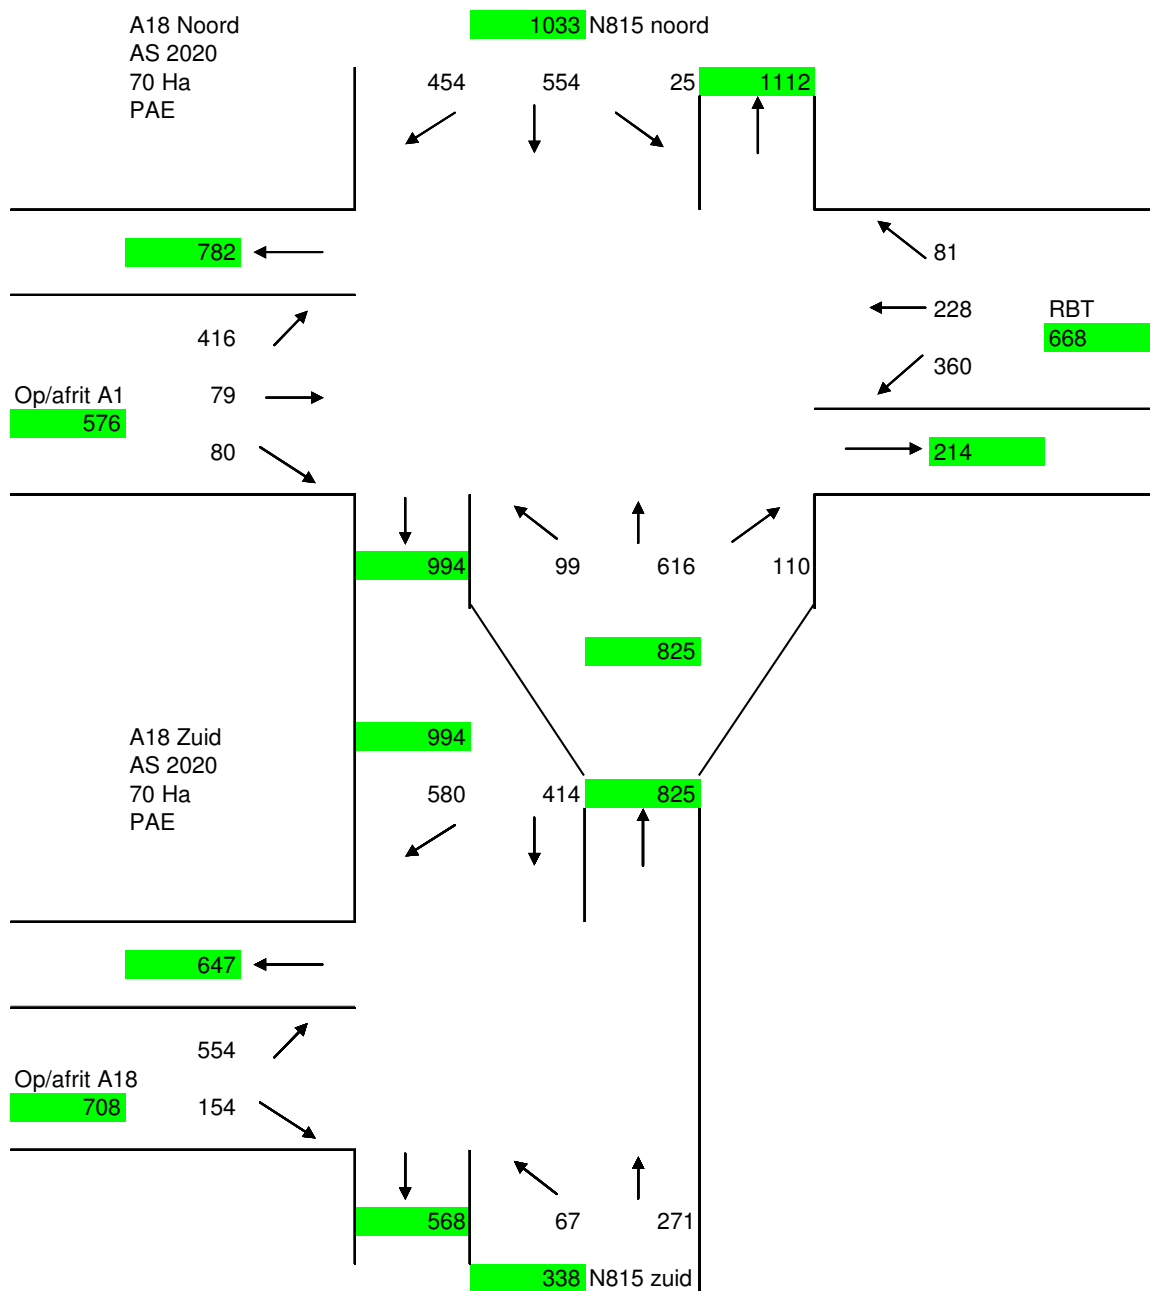 A18 Noord
1033 N815 noord
AS 2020
70 Ha
454 554 25 1112
PAE
782
81
228 RBT
416
668
360
Op/afrit A1
79
576
80
214
994 99 616 110
825
A18 Zuid
994
AS 2020
70 Ha
580 414 825
PAE
647
554
Op/afrit A18
708 154
568 67 271
338 N815 zuid